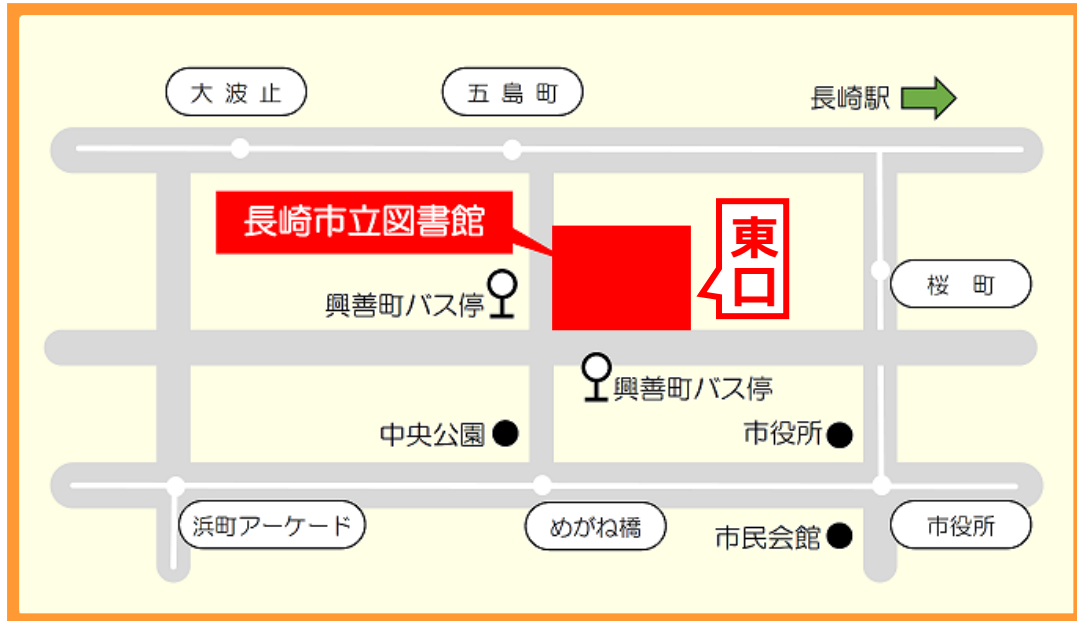 大波止
五島町
長崎駅
長崎市立図書館
東口
桜町
興善町バス停
興善町バス停
中央公園
市役所
浜町アーケード
めがね橋
市民会館
市役所